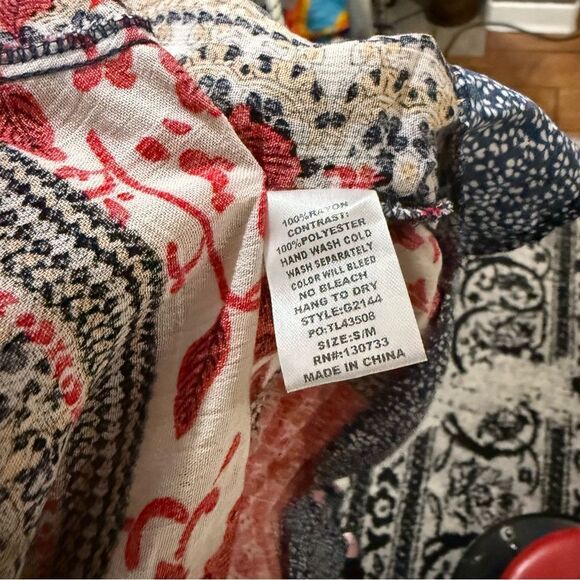 100%RAYON
CONTRAST:
100%POLYESTER
HAND WASH COLD
WASH SEPARATELY
COLOR WILL BLEED
NO BLEACH
HANG TO DRY
STYLE:G2144
PO:TL43508
SIZE:S/M
RN#:130733
MADE IN CHINA